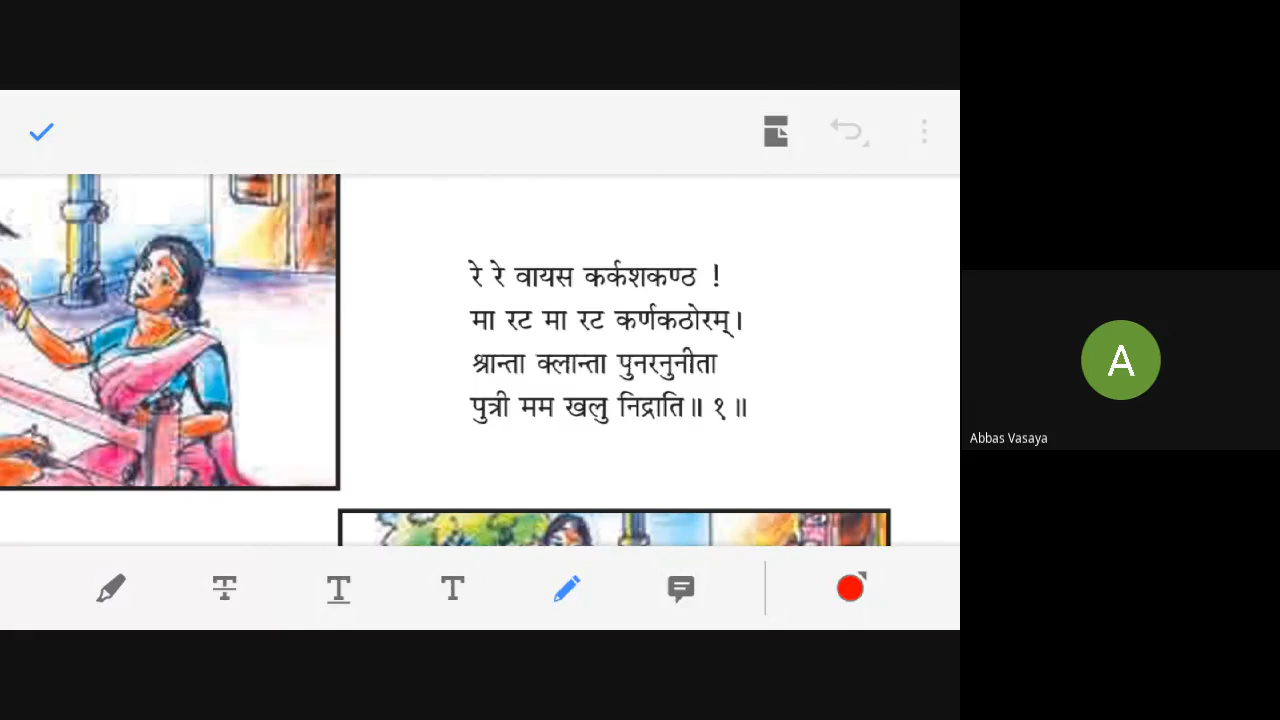 रे रे वायस कर्कशकण्ठ !
मा रट मा रट कर्णकठोरम्।
श्रान्ता क्लान्ता पुनरनुनीता
पुत्री मम खलु निद्राति॥ १॥
A
Abbas Vasaya